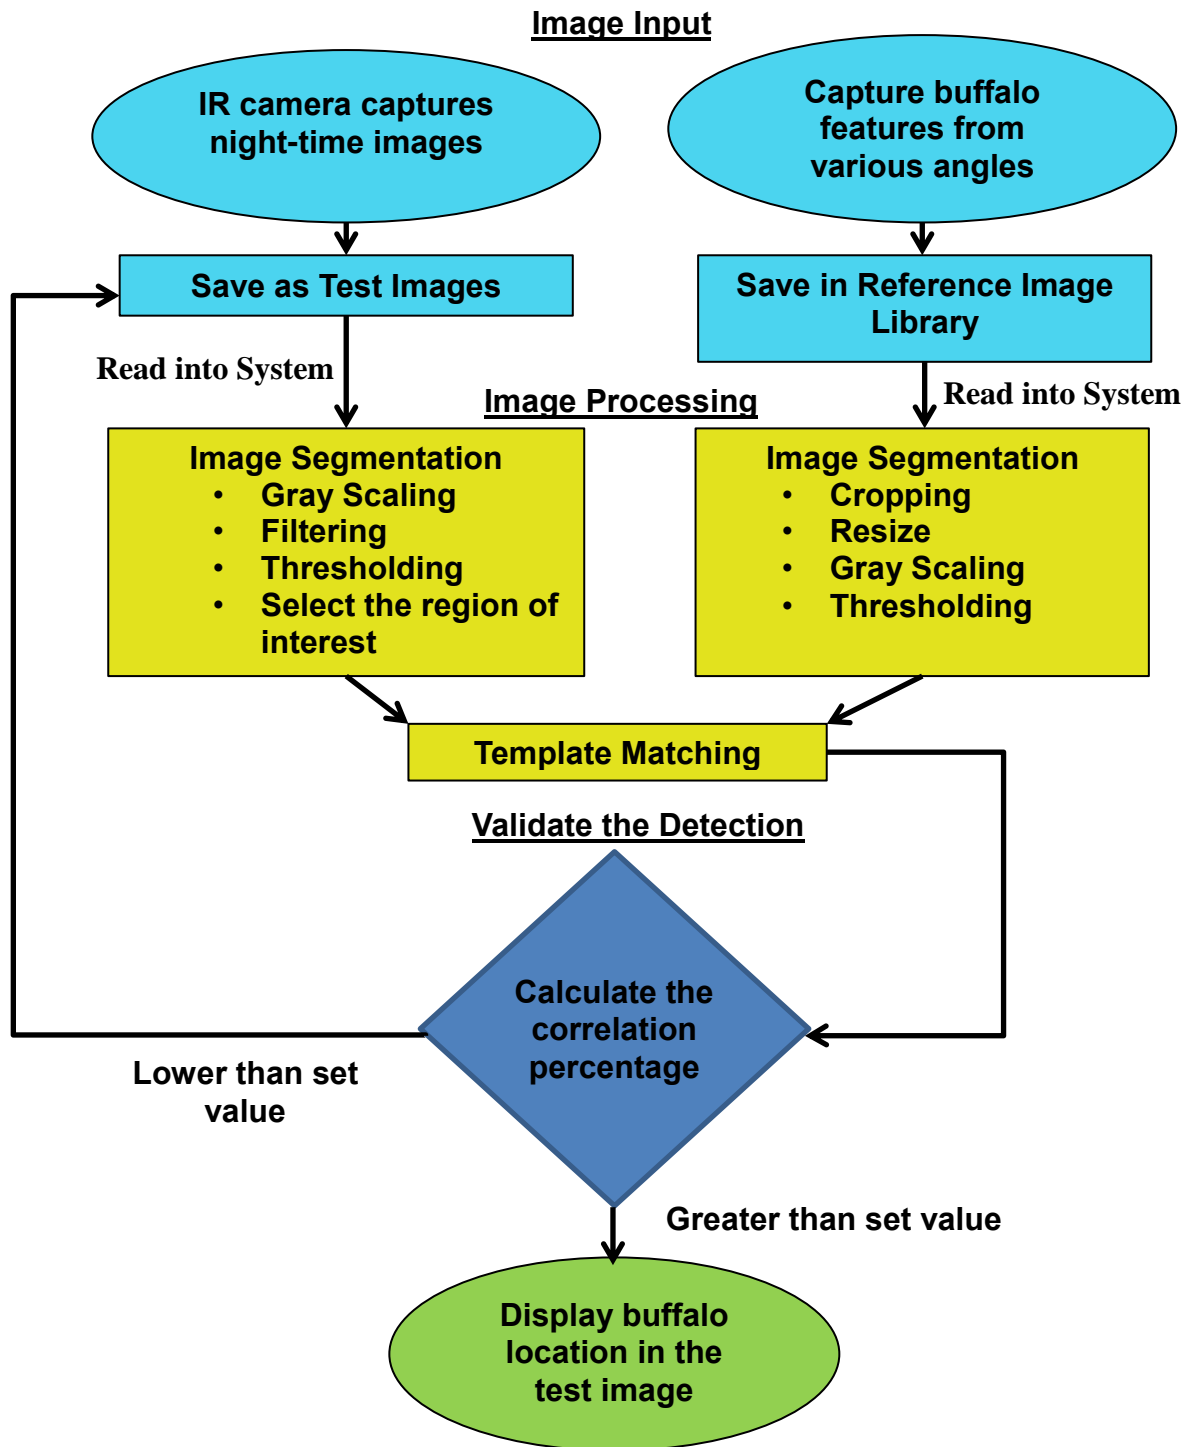 Image Input
IR camera captures
night-time images
Capture buffalo
features from
various angles
Save as Test Images
Save in Reference Image
Library
Read into System
Read into System
Image Processing
Image Segmentation
• Gray Scaling
• Filtering
• Thresholding
• Select the region of
interest
Image Segmentation
• Cropping
• Resize
• Gray Scaling
• Thresholding
Template Matching
Validate the Detection
Calculate the
correlation
percentage
Lower than set
value
Greater than set value
Display buffalo
location in the
test image